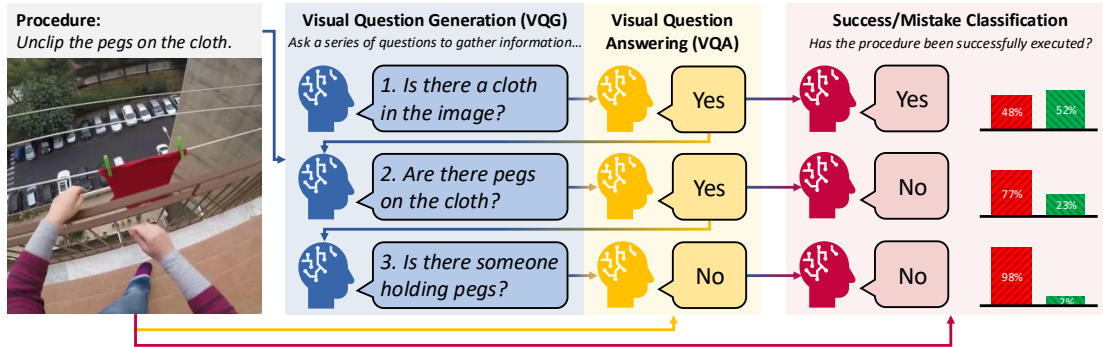 Procedure:
Unclip the pegs on the cloth.
Visual Question Generation (VQG)
Ask a series of questions to gather information…
Visual Question
Answering (VQA)
Success/Mistake Classification
Has the procedure been successfully executed?
1. Is there a cloth
in the image?
Yes
Yes
48%
52%
2. Are there pegs
on the cloth?
Yes
No
77%
23%
3. Is there someone
holding pegs?
No
No
98%
2%